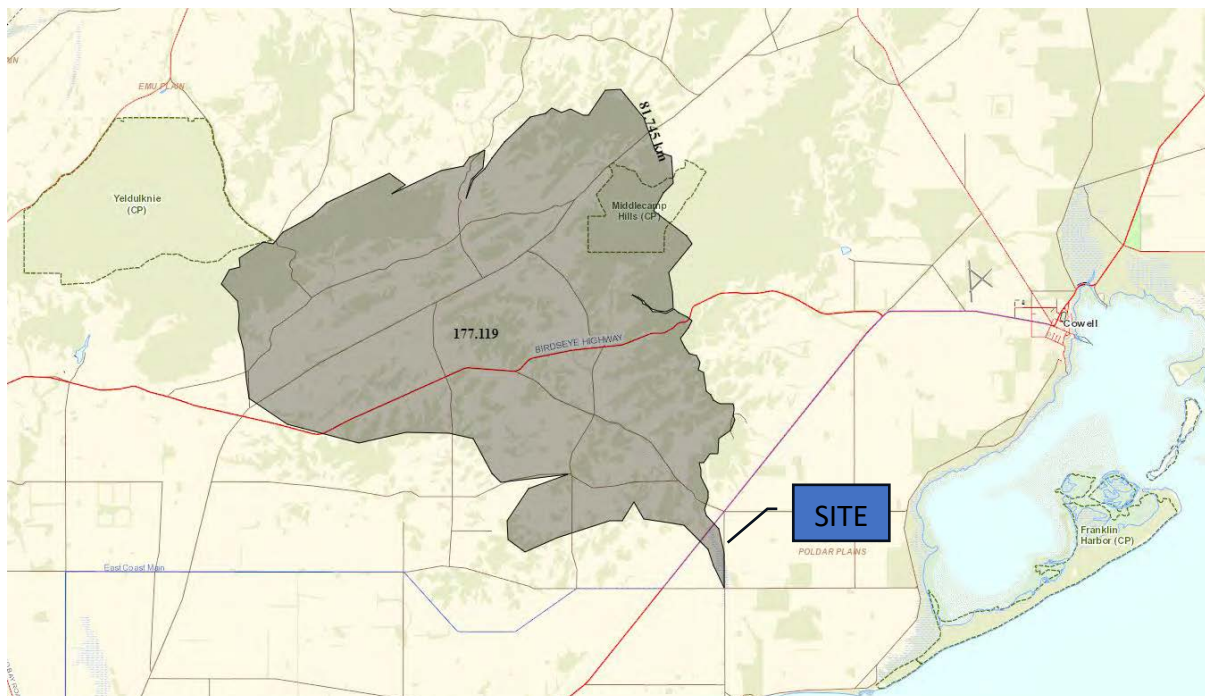 EMU PLAIN
81.745 km
Yeldulknie
(CP)
Middlecamp
Hills (CP)
177.119
BIRDSEYE HIGHWAY
Cowell
SITE
Franklin
Harbor (CP)
POLDAR PLAINS
East Coast Main